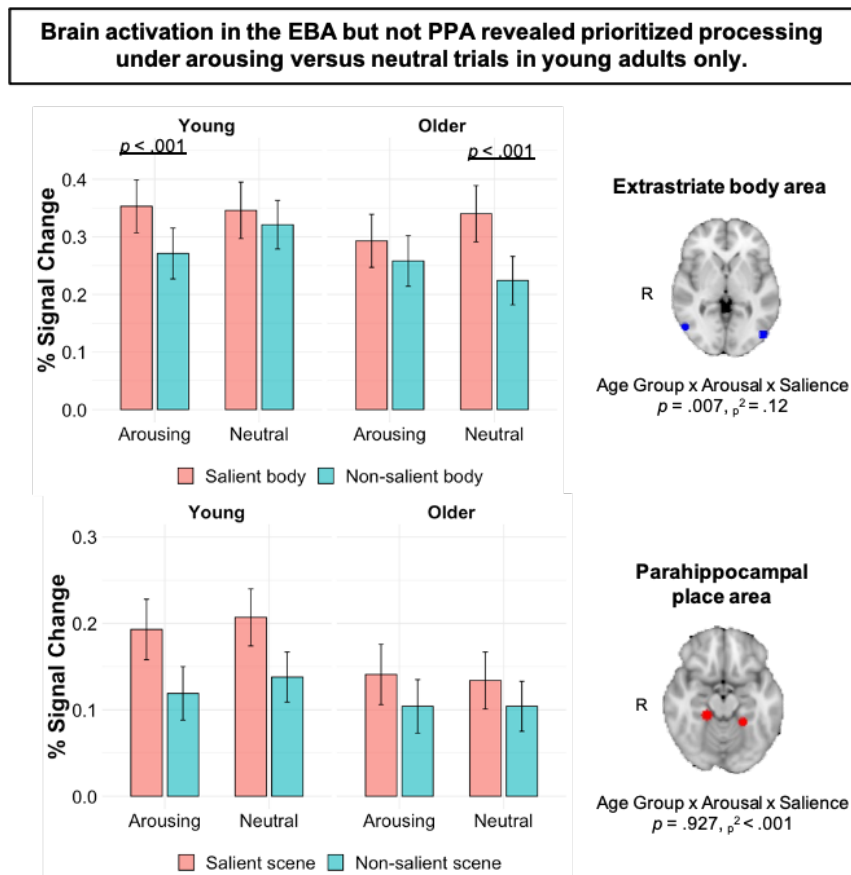 Brain activation in the EBA but not PPA revealed prioritized processing
under arousing versus neutral trials in young adults only.
Young
Older
p < .001
p < .001
% Signal Change
0.4
0.3
0.2
0.1
0.0
Arousing
Neutral
Arousing
Neutral
Salient body
Non-salient body
Extrastriate body area
R
Age Group x Arousal x Salience
p = .007, p² = .12
Young
Older
% Signal Change
0.3
0.2
0.1
0.0
Arousing
Neutral
Arousing
Neutral
Salient scene
Non-salient scene
Parahippocampal
place area
R
Age Group x Arousal x Salience
p = .927, p² < .001